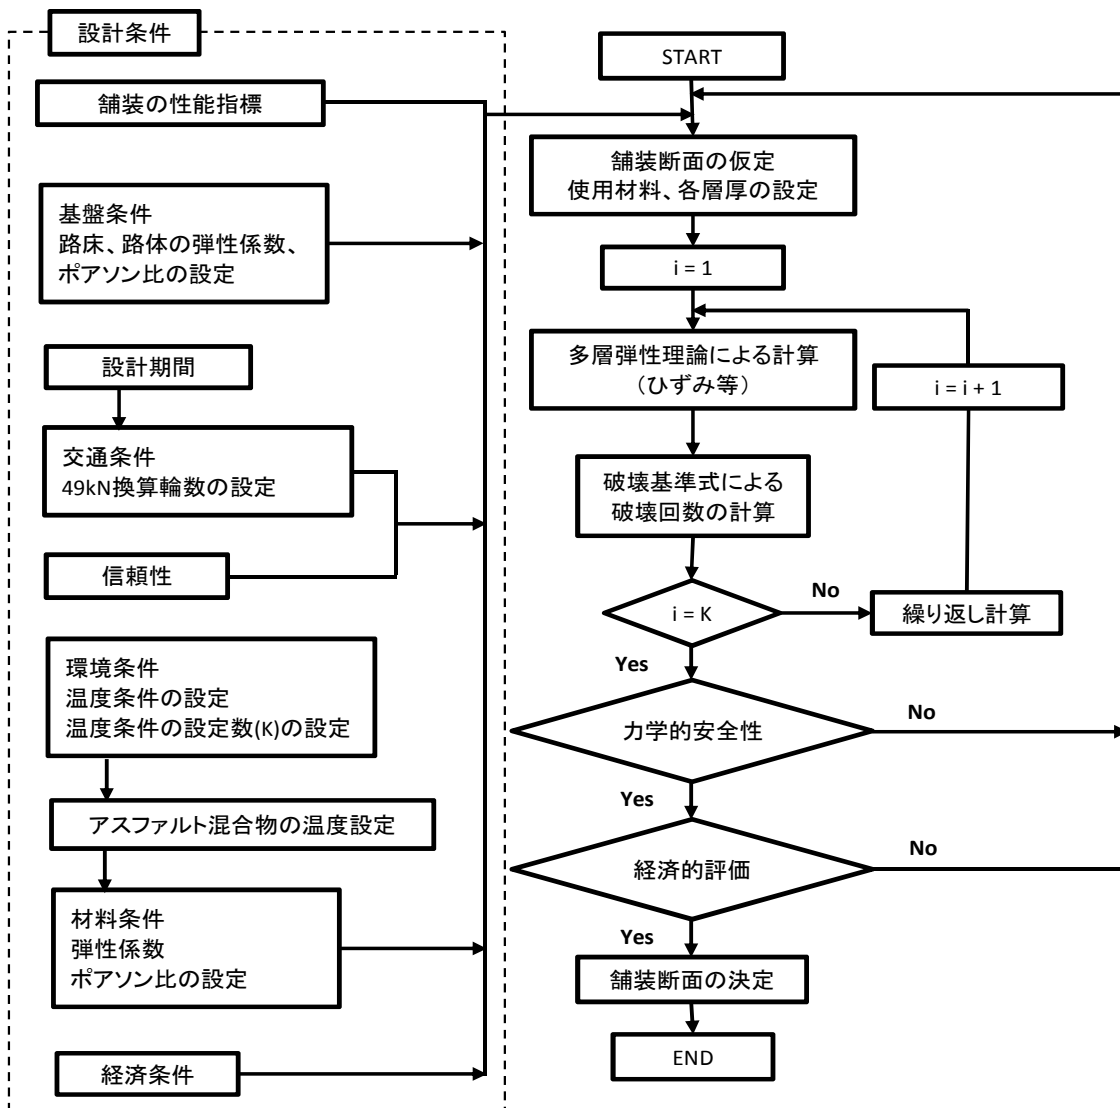 設計条件
舗装の性能指標
基盤条件
路床、路体の弾性係数、
ポアソン比の設定
設計期間
交通条件
49kN換算輪数の設定
信頼性
環境条件
温度条件の設定
温度条件の設定数(K)の設定
アスファルト混合物の温度設定
材料条件
弾性係数
ポアソン比の設定
経済条件
START
舗装断面の仮定
使用材料、各層厚の設定
i = 1
多層弾性理論による計算
（ひずみ等）
i = i + 1
破壊基準式による
破壊回数の計算
i = K
No
繰り返し計算
Yes
力学的安全性
No
Yes
経済的評価
No
Yes
舗装断面の決定
END